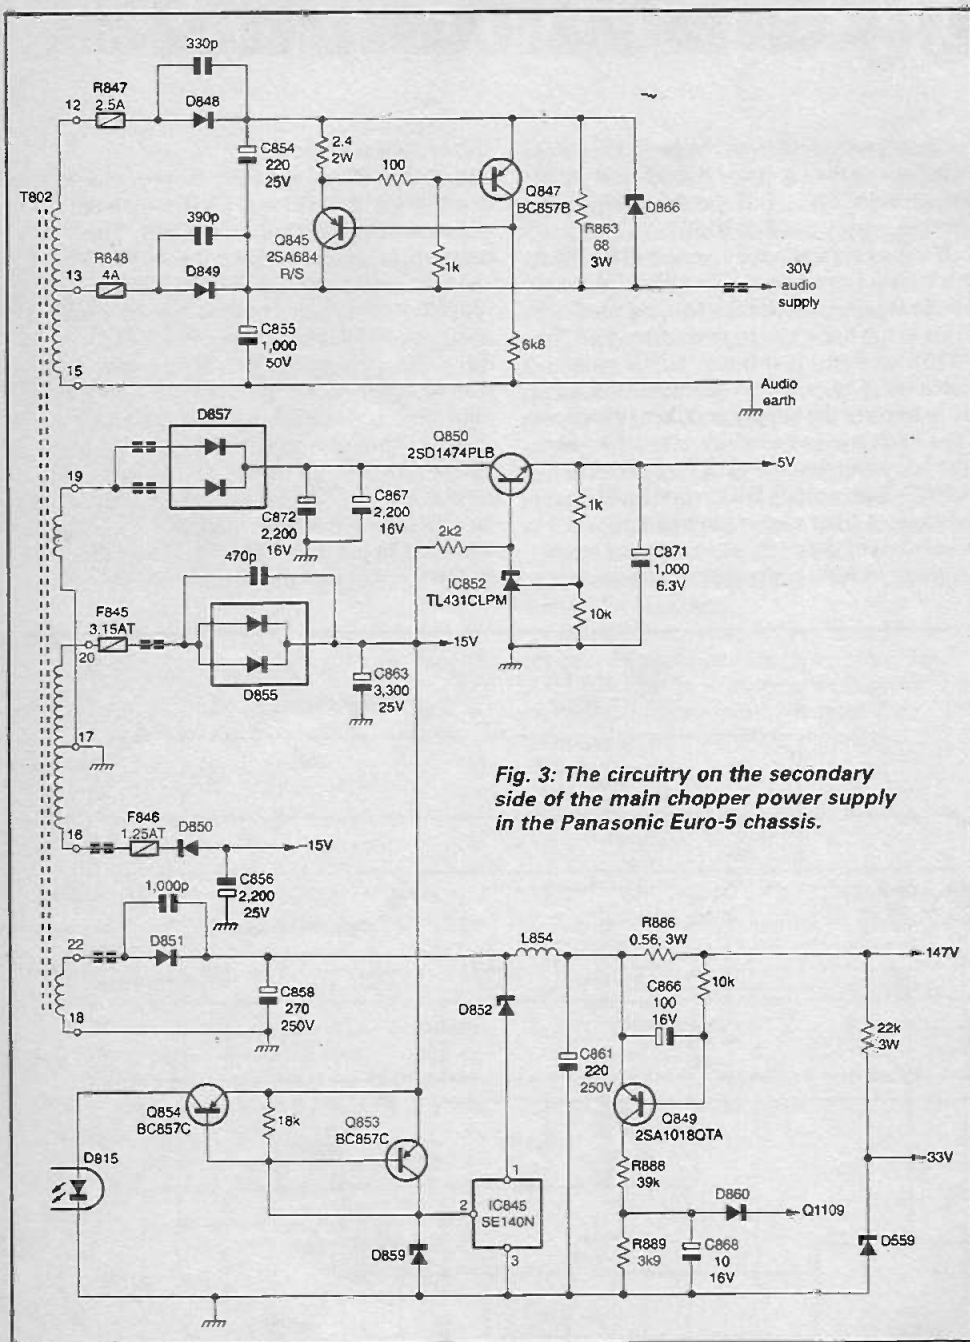 330p
R847
2.5A
12
D848
C854
220
25V
2.4
2W
100
Q847
BC857B
D866
T802
390p
Q845
2SA684
R/S
1k
R863
68
3W
R848
4A
13
D849
30V
audio
supply
C855
1,000
50V
6k8
15
Audio
earth
D857
Q850
2SD1474PLB
19
5V
C872
2,200
16V
C867
2,200
16V
2k2
1k
C871
1,000
6.3V
470p
IC852
TL431CLPM
10k
F845
3.15AT
20
15V
D855
C863
3,300
25V
17
Fig. 3: The circuitry on the secondary
side of the main chopper power supply
in the Panasonic Euro-5 chassis.
F846
1.25AT
D850
16
-15V
C856
2,200
25V
1,000p
22
D851
L854
R886
0.56, 3W
147V
C858
270
250V
D852
C866
100
16V
10k
22k
3W
18
C861
220
250V
Q854
BC857C
18k
Q853
BC857C
Q849
2SA1018QTA
D815
1
33V
R888
39k
2
IC845
SE140N
D860
Q1109
D859
3
R889
3k9
C868
10
16V
D559